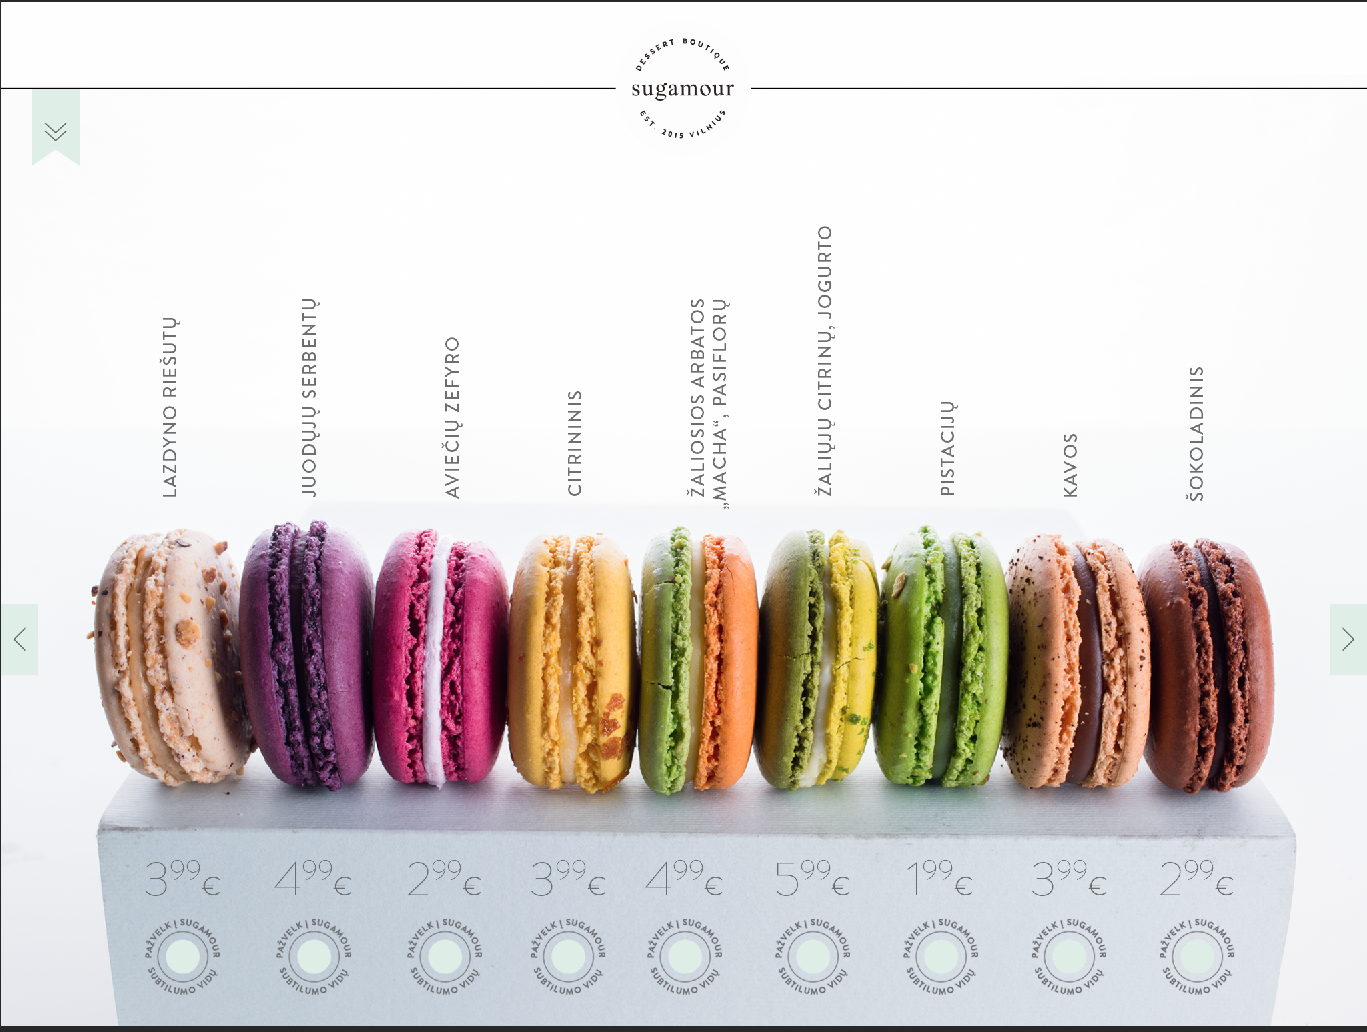 DESSERT BOUTIQUE
sugamour
EST. 2015 VILNIUS
LAZDYNO RIEŠUTŲ
JUODŲJŲ SERBENTŲ
AVIEČIŲ ZEFYRO
CITRININIS
ŽALIOSIOS ARBATOS
„MACHA“, PASIFLORŲ
ŽALIŲJŲ CITRINŲ, JOGURTO
PISTACIJŲ
KAVOS
ŠOKOLADINIS
3⁹⁹€
4⁹⁹€
2⁹⁹€
3⁹⁹€
4⁹⁹€
5⁹⁹€
1⁹⁹€
3⁹⁹€
2⁹⁹€
PAŽVELK Į SUGAMOUR
SUBTILUMO VIDŲ
PAŽVELK Į SUGAMOUR
SUBTILUMO VIDŲ
PAŽVELK Į SUGAMOUR
SUBTILUMO VIDŲ
PAŽVELK Į SUGAMOUR
SUBTILUMO VIDŲ
PAŽVELK Į SUGAMOUR
SUBTILUMO VIDŲ
PAŽVELK Į SUGAMOUR
SUBTILUMO VIDŲ
PAŽVELK Į SUGAMOUR
SUBTILUMO VIDŲ
PAŽVELK Į SUGAMOUR
SUBTILUMO VIDŲ
PAŽVELK Į SUGAMOUR
SUBTILUMO VIDŲ